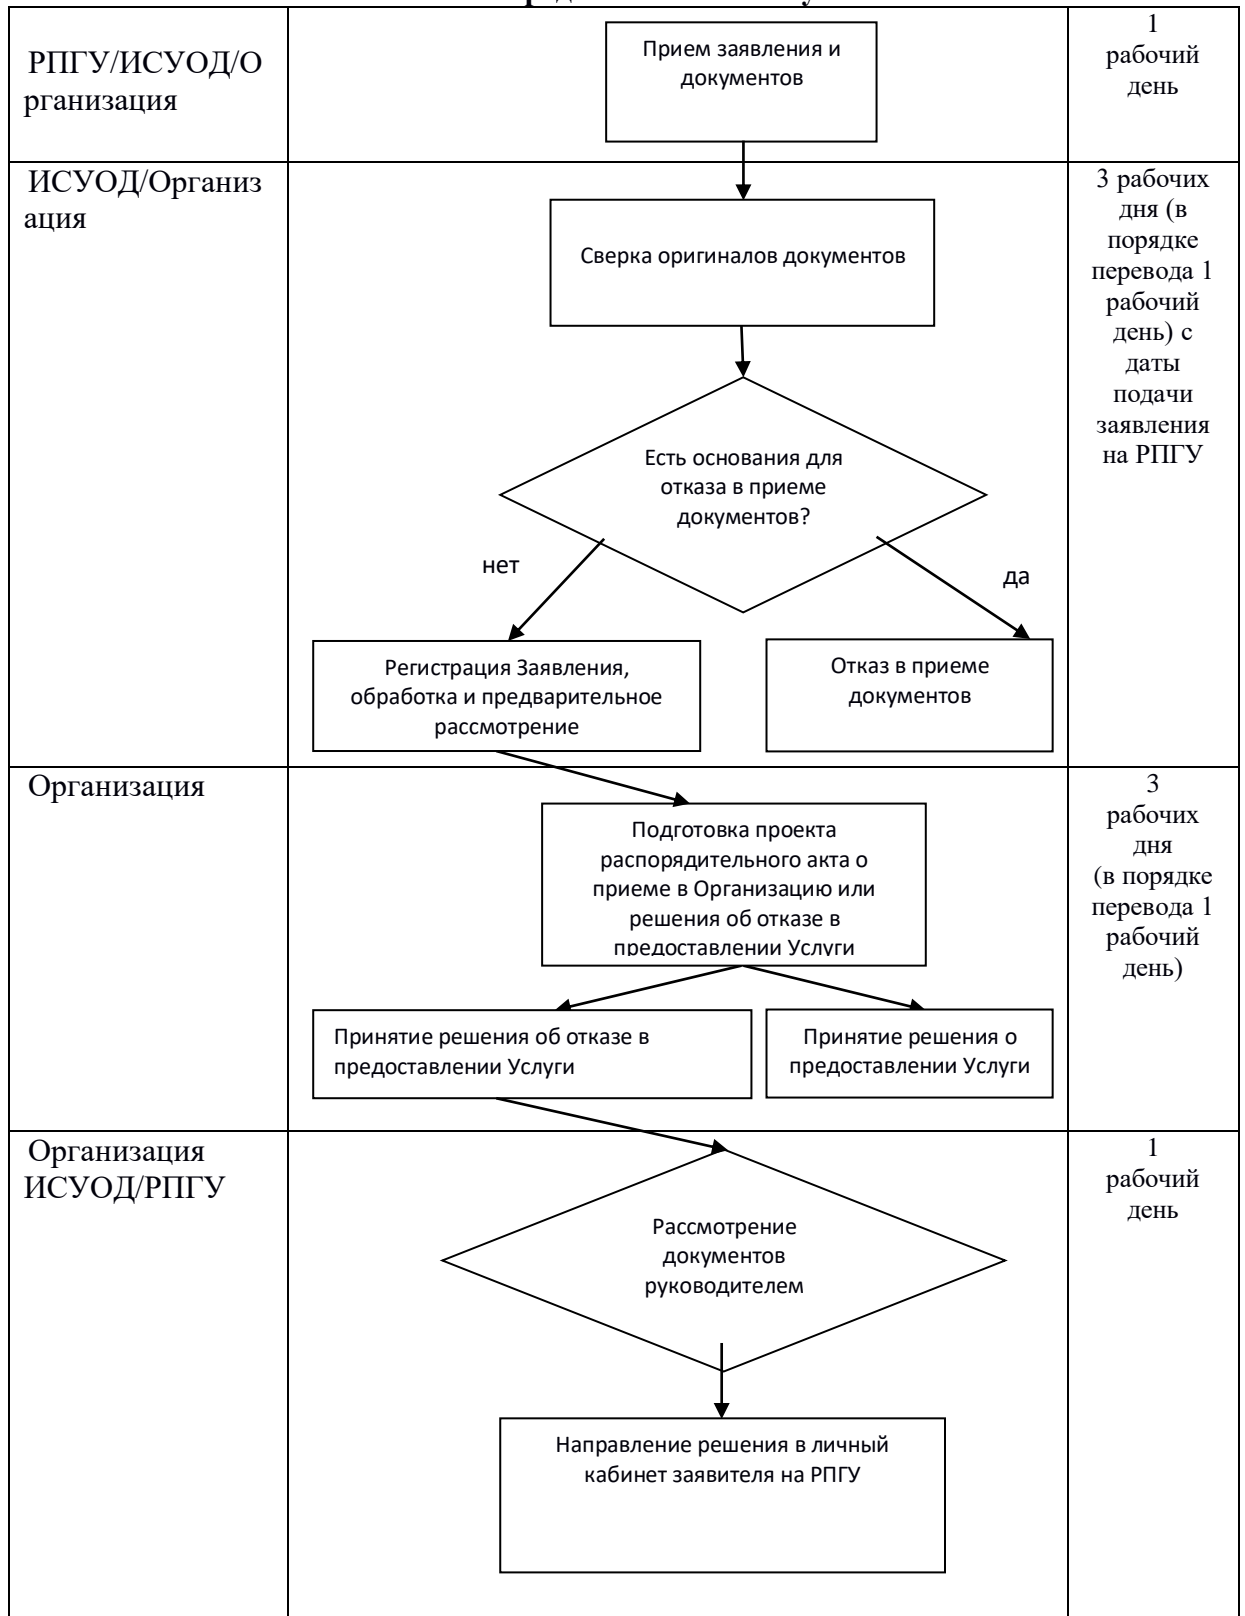 РПГУ/ИСУОД/О
рганизация
Прием заявления и
документов
1
рабочий
день
ИСУОД/Организ
ация
Сверка оригиналов документов
Есть основания для
отказа в приеме
документов?
нет
да
Регистрация Заявления,
обработка и предварительное
рассмотрение
Отказ в приеме
документов
3 рабочих
дня (в
порядке
перевода 1
рабочий
день) с
даты
подачи
заявления
на РПГУ
Организация
Подготовка проекта
распорядительного акта о
приеме в Организацию или
решения об отказе в
предоставлении Услуги
Принятие решения об отказе в
предоставлении Услуги
Принятие решения о
предоставлении Услуги
3
рабочих
дня
(в порядке
перевода 1
рабочий
день)
Организация
ИСУОД/РПГУ
Рассмотрение
документов
руководителем
Направление решения в личный
кабинет заявителя на РПГУ
1
рабочий
день